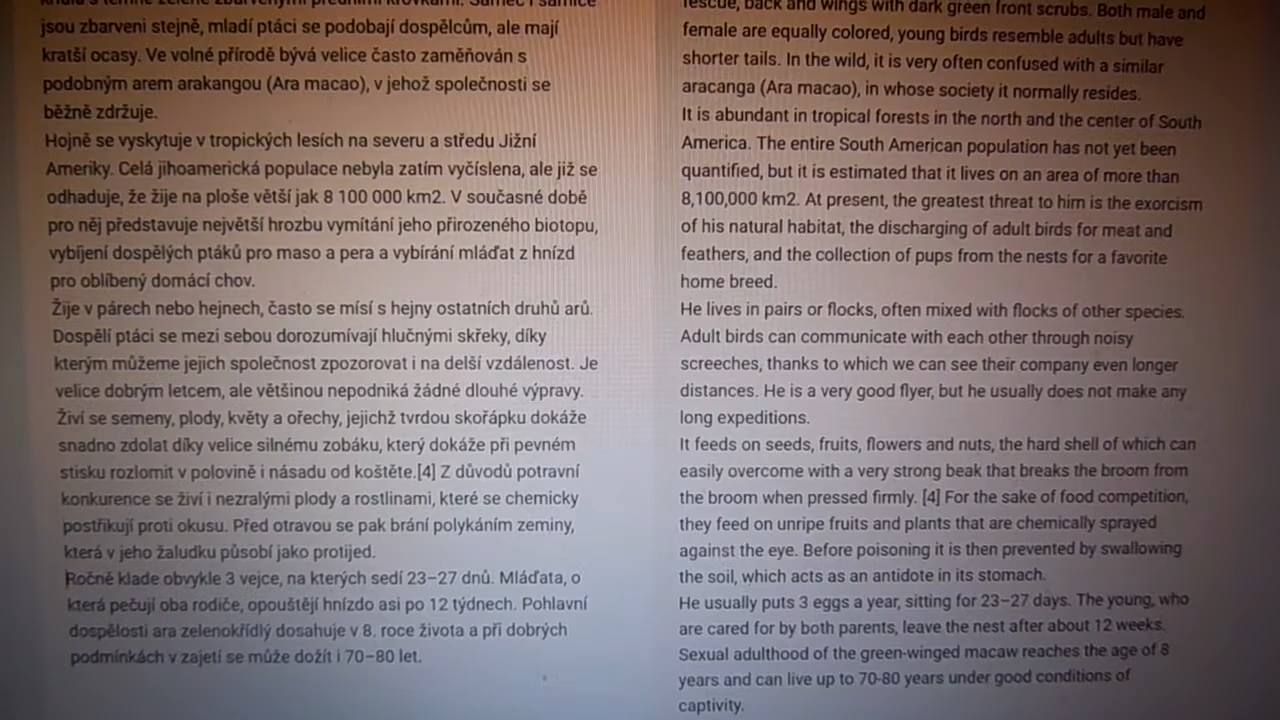 jsou zbarveni stejně, mladí ptáci se podobají dospělcům, ale mají
kratší ocasy. Ve volné přírodě bývá velice často zaměňován s
podobným arem arakangou (Ara macao), v jehož společnosti se
běžně zdržuje.
Hojně se vyskytuje v tropických lesích na severu a středu Jižní
Ameriky. Celá jihoamerická populace nebyla zatím vyčíslena, ale již se
odhaduje, že žije na ploše větší jak 8 100 000 km2. V současné době
pro něj představuje největší hrozbu vymítání jeho přirozeného biotopu,
vybíjení dospělých ptáků pro maso a pera a vybírání mláďat z hnízd
pro oblíbený domácí chov.
Žije v párech nebo hejnech, často se mísí s hejny ostatních druhů arů.
Dospělí ptáci se mezi sebou dorozumívají hlučnými skřeky, díky
kterým můžeme jejich společnost zpozorovat i na delší vzdálenost. Je
velice dobrým letcem, ale většinou nepodniká žádné dlouhé výpravy.
Živí se semeny, plody, květy a ořechy, jejichž tvrdou skořápku dokáže
snadno zdolat díky velice silnému zobáku, který dokáže při pevném
stisku rozlomit v polovině i násadu od koštěte.[4] Z důvodů potravní
konkurence se živí i nezralými plody a rostlinami, které se chemicky
postřikují proti okusu. Před otravou se pak brání polykáním zeminy,
která v jeho žaludku působí jako protijed.
Ročně klade obvykle 3 vejce, na kterých sedí 23–27 dnů. Mláďata, o
která pečují oba rodiče, opouštějí hnízdo asi po 12 týdnech. Pohlavní
dospělosti ara zelenokřídlý dosahuje v 8. roce života a při dobrých
podmínkách v zajetí se může dožít i 70–80 let.
rescue, back and wings with dark green front scrubs. Both male and
female are equally colored, young birds resemble adults but have
shorter tails. In the wild, it is very often confused with a similar
aracanga (Ara macao), in whose society it normally resides.
It is abundant in tropical forests in the north and the center of South
America. The entire South American population has not yet been
quantified, but it is estimated that it lives on an area of more than
8,100,000 km2. At present, the greatest threat to him is the exorcism
of his natural habitat, the discharging of adult birds for meat and
feathers, and the collection of pups from the nests for a favorite
home breed.
He lives in pairs or flocks, often mixed with flocks of other species.
Adult birds can communicate with each other through noisy
screeches, thanks to which we can see their company even longer
distances. He is a very good flyer, but he usually does not make any
long expeditions.
It feeds on seeds, fruits, flowers and nuts, the hard shell of which can
easily overcome with a very strong beak that breaks the broom from
the broom when pressed firmly. [4] For the sake of food competition,
they feed on unripe fruits and plants that are chemically sprayed
against the eye. Before poisoning it is then prevented by swallowing
the soil, which acts as an antidote in its stomach.
He usually puts 3 eggs a year, sitting for 23–27 days. The young, who
are cared for by both parents, leave the nest after about 12 weeks.
Sexual adulthood of the green-winged macaw reaches the age of 8
years and can live up to 70-80 years under good conditions of
captivity.